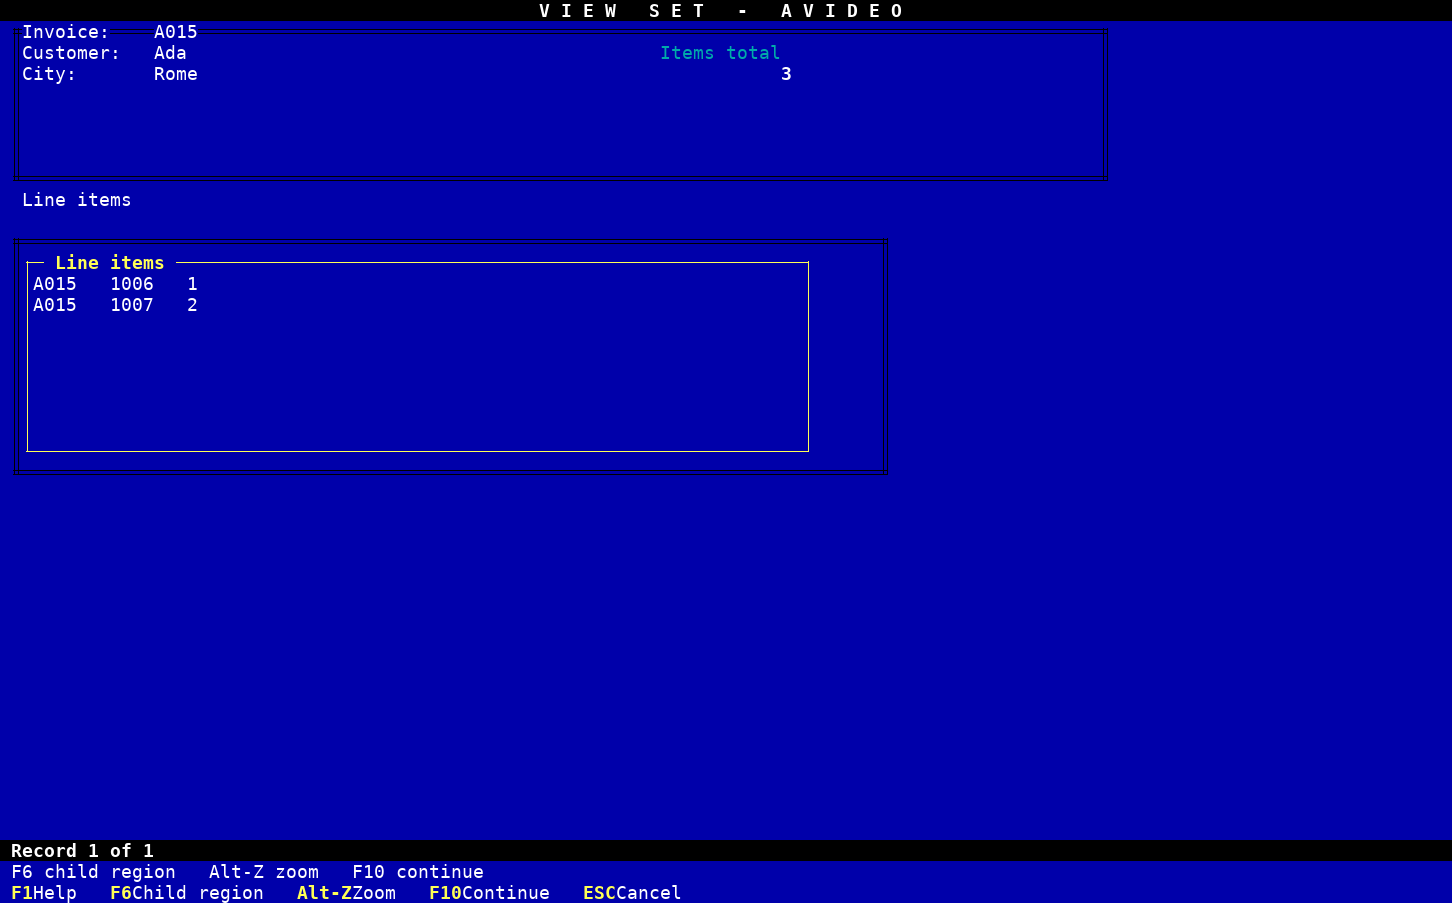 V I E W   S E T   -   A V I D E O
Invoice:    A015
Customer:   Ada
Items total
City:       Rome
3
Line items
Line items
A015   1006   1
A015   1007   2
Record 1 of 1
F6 child region   Alt-Z zoom   F10 continue
F1Help   F6Child region   Alt-ZZoom   F10Continue   ESCCancel